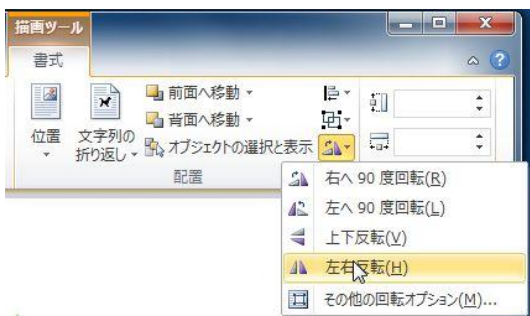 描画ツール
書式
位置
文字列の
折り返し
前面へ移動
背面へ移動
オブジェクトの選択と表示
配置
右へ 90 度回転(R)
左へ 90 度回転(L)
上下反転(V)
左右反転(H)
その他の回転オプション(M)...